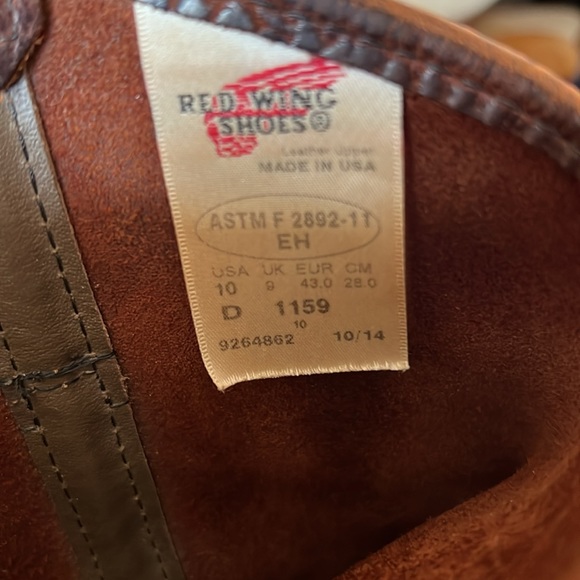 RED WING
SHOES®
Leather Upper
MADE IN USA
ASTM F 2892-11
EH
USA UK EUR CM
10 9 43.0 28.0
D 1159
10
9264862 10/14